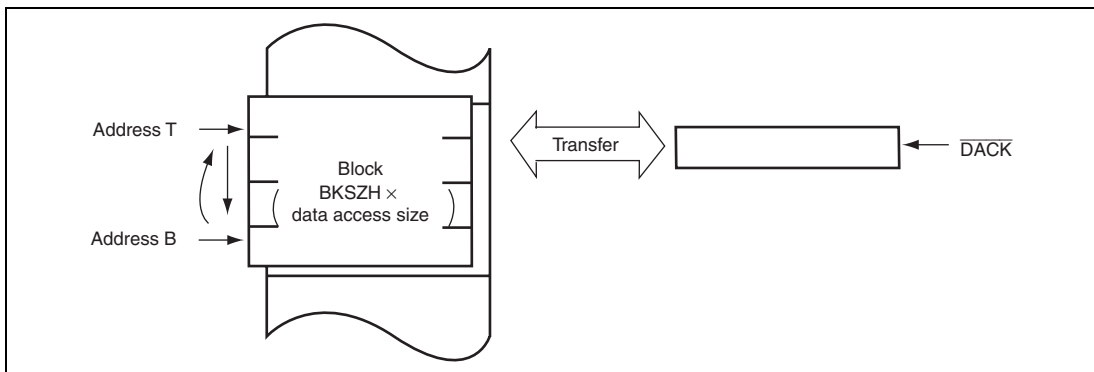 Address T
Block
BKSZH ×
data access size
Address B
Transfer
DACK